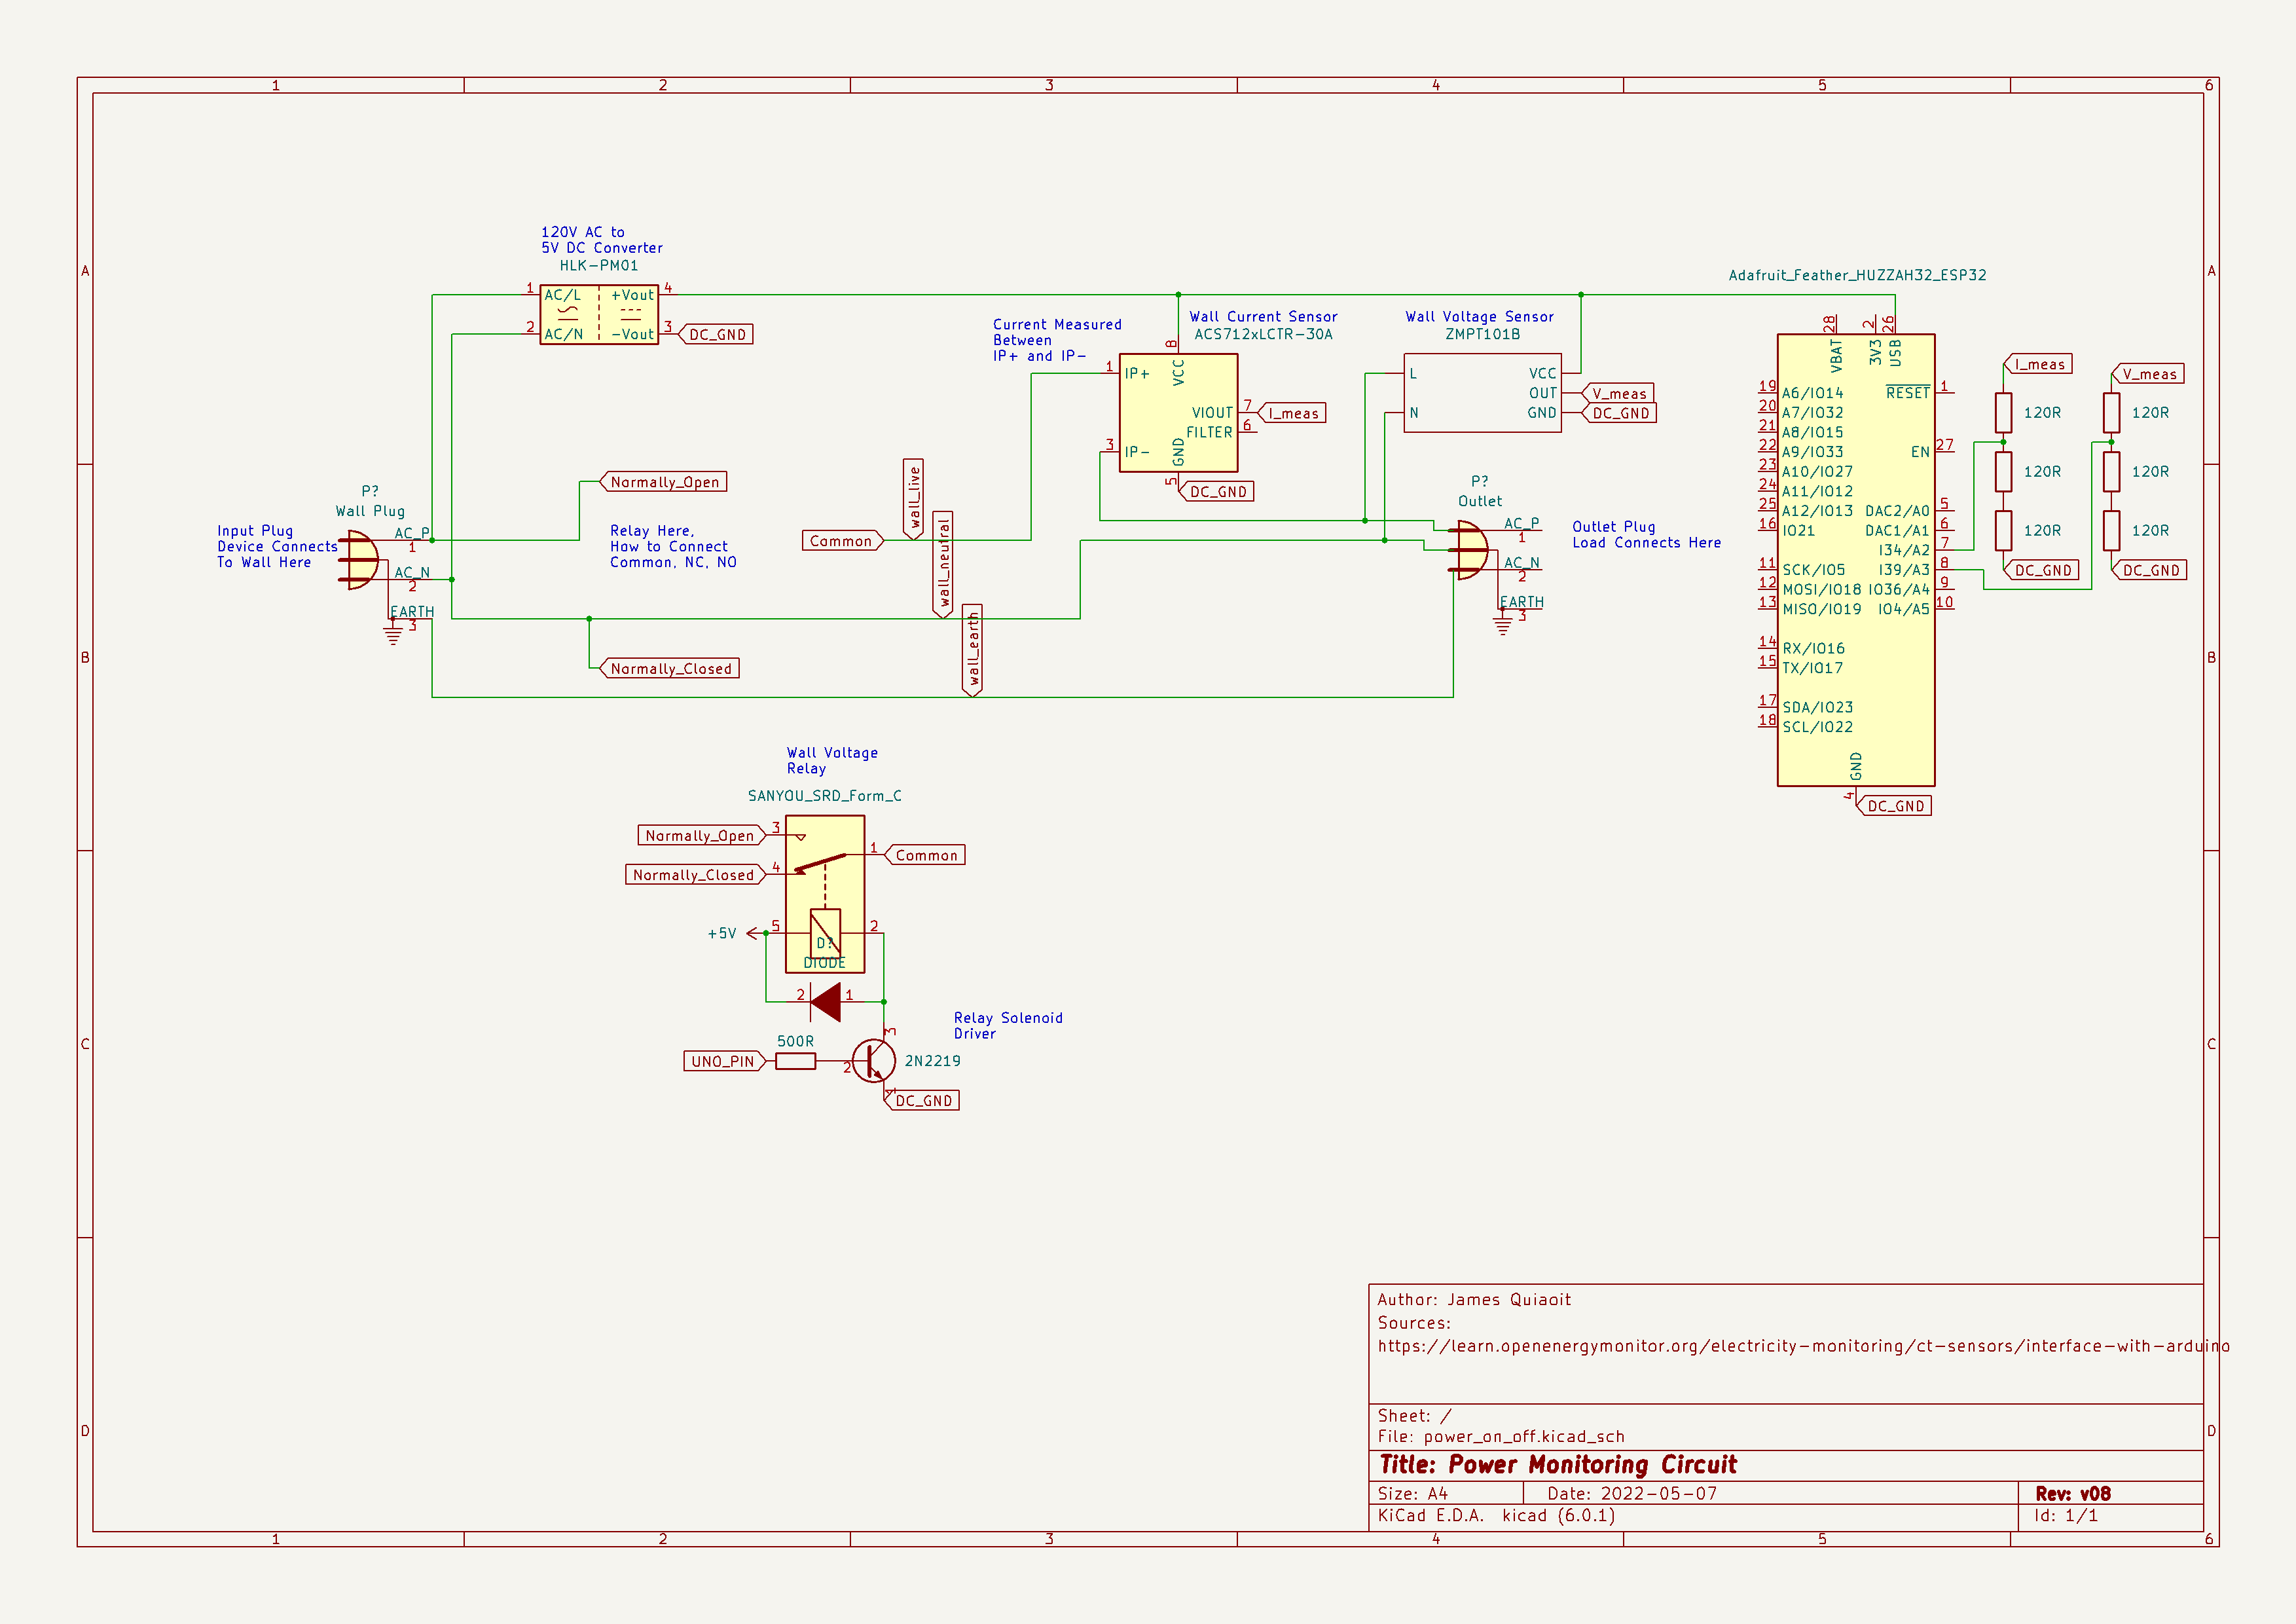 1 2 3 4 5 6
A A
B B
C C
D D
1 2 3 4 5 6
120V AC to
5V DC Converter
HLK-PM01
1 AC/L +Vout 4
2 AC/N -Vout 3 DC_GND
Current Measured
Between
IP+ and IP-
Wall Current Sensor
ACS712xLCTR-30A
8
VCC
1 IP+
VIOUT 7 I_meas
FILTER 6
3 IP-
GND
5
DC_GND
Wall Voltage Sensor
ZMPT101B
L VCC
OUT V_meas
N GND DC_GND
Adafruit_Feather_HUZZAH32_ESP32
28 2 26
VBAT 3V3 USB
19 A6/IO14 RESET 1
20 A7/IO32
21 A8/IO15
22 A9/IO33 EN 27
23 A10/IO27
24 A11/IO12
25 A12/IO13 DAC2/A0 5
16 IO21 DAC1/A1 6
I34/A2 7
11 SCK/IO5 I39/A3 8
12 MOSI/IO18 IO36/A4 9
13 MISO/IO19 IO4/A5 10
14 RX/IO16
15 TX/IO17
17 SDA/IO23
18 SCL/IO22
GND
4
DC_GND
I_meas
120R
120R
120R
DC_GND
V_meas
120R
120R
120R
DC_GND
P?
Wall Plug
Input Plug
Device Connects
To Wall Here
AC_P
1
AC_N
2
EARTH
3
Normally_Open
Relay Here,
How to Connect
Common, NC, NO
Normally_Closed
Common
wall_live
wall_neutral
wall_earth
P?
Outlet
AC_P
1
AC_N
2
EARTH
3
Outlet Plug
Load Connects Here
Wall Voltage
Relay
SANYOU_SRD_Form_C
Normally_Open 3
1 Common
Normally_Closed 4
+5V 5 2
D?
DIODE
2 1
Relay Solenoid
Driver
3
500R
UNO_PIN 2 2N2219
1
DC_GND
Author: James Quiaoit
Sources:
https://learn.openenergymonitor.org/electricity-monitoring/ct-sensors/interface-with-arduino
Sheet: /
File: power_on_off.kicad_sch
Title: Power Monitoring Circuit
Size: A4 Date: 2022-05-07 Rev: v08
KiCad E.D.A. kicad (6.0.1) Id: 1/1